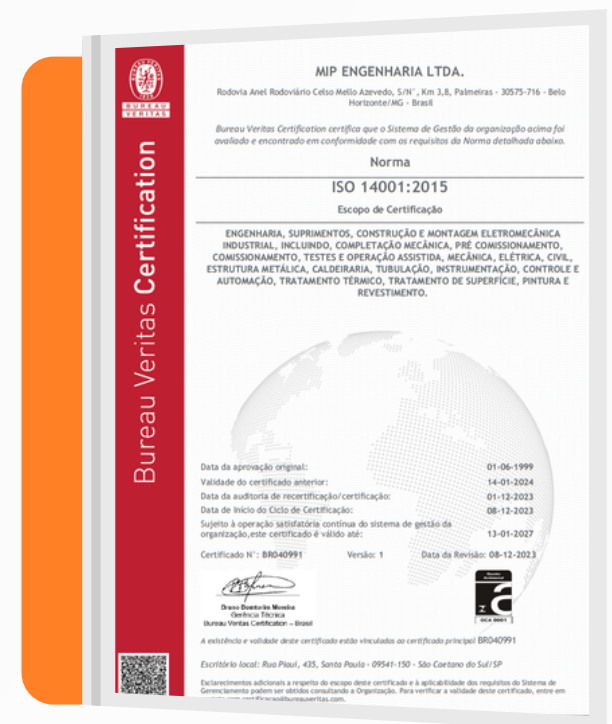 BUREAU
VERITAS
Bureau Veritas Certification
MIP ENGENHARIA LTDA.
Rodovia Anel Rodoviário Celso Mello Azevedo, S/N°, Km 3,8, Palmeiras - 30575-716 - Belo
Horizonte/MG - Brasil
Bureau Veritas Certification certifica que o Sistema de Gestão da organização acima foi
avaliado e encontrado em conformidade com os requisitos da Norma detalhada abaixo.
Norma
ISO 14001:2015
Escopo de Certificação
ENGENHARIA, SUPRIMENTOS, CONSTRUÇÃO E MONTAGEM ELETROMECÂNICA
INDUSTRIAL, INCLUINDO, COMPLETAÇÃO MECÂNICA, PRÉ COMISSIONAMENTO,
COMISSIONAMENTO, TESTES E OPERAÇÃO ASSISTIDA, MECÂNICA, ELÉTRICA, CIVIL,
ESTRUTURA METÁLICA, CALDEIRARIA, TUBULAÇÃO, INSTRUMENTAÇÃO, CONTROLE E
AUTOMAÇÃO, TRATAMENTO TÉRMICO, TRATAMENTO DE SUPERFÍCIE, PINTURA E
REVESTIMENTO.
Data da aprovação original: 01-06-1999
Validade do certificado anterior: 14-01-2024
Data da auditoria de recertificação/certificação: 01-12-2023
Data de Início do Ciclo de Certificação: 08-12-2023
Sujeito à operação satisfatória contínua do sistema de gestão da
organização,este certificado é válido até: 13-01-2027
Certificado N°: BR040991 Versão: 1 Data da Revisão: 08-12-2023
Bruno Bomtorim Moreira
Gerência Técnica
Bureau Veritas Certification – Brasil
Gestão
Ambiental
OCA 0001
A existência e validade deste certificado estão vinculadas ao certificado principal BR040991
Escritório local: Rua Piauí, 435, Santa Paula - 09541-150 - São Caetano do Sul/SP
Esclarecimentos adicionais a respeito do escopo deste certificado e à aplicabilidade dos requisitos do Sistema de
Gerenciamento podem ser obtidos consultando a Organização. Para verificar a validade deste certificado, entre em